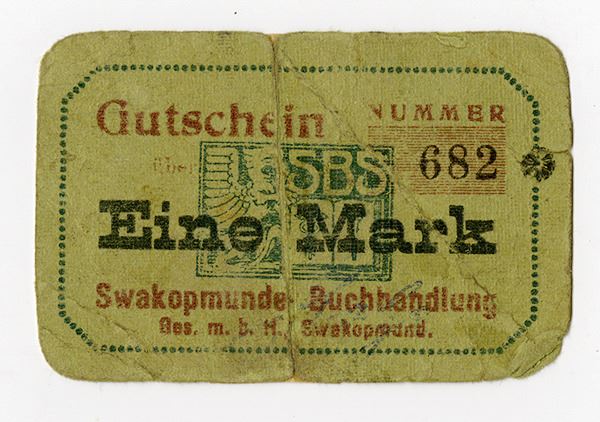 Gutschein
NUMMER
682
über
SBS
Eine Mark
Swakopmunder Buchhandlung
Ges. m. b. H. Swakopmund.